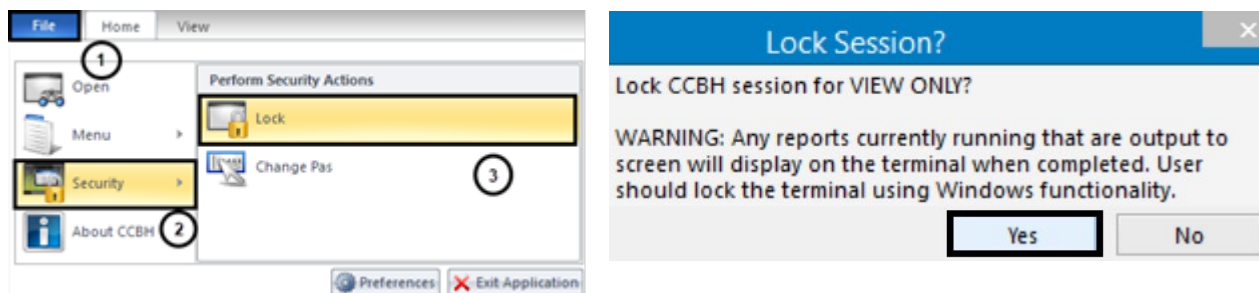 File Home View
1
Open
Menu
Security
2
About CCBH
Perform Security Actions
Lock
Change Pas
3
Preferences Exit Application
Lock Session?
Lock CCBH session for VIEW ONLY?
WARNING: Any reports currently running that are output to
screen will display on the terminal when completed. User
should lock the terminal using Windows functionality.
Yes No